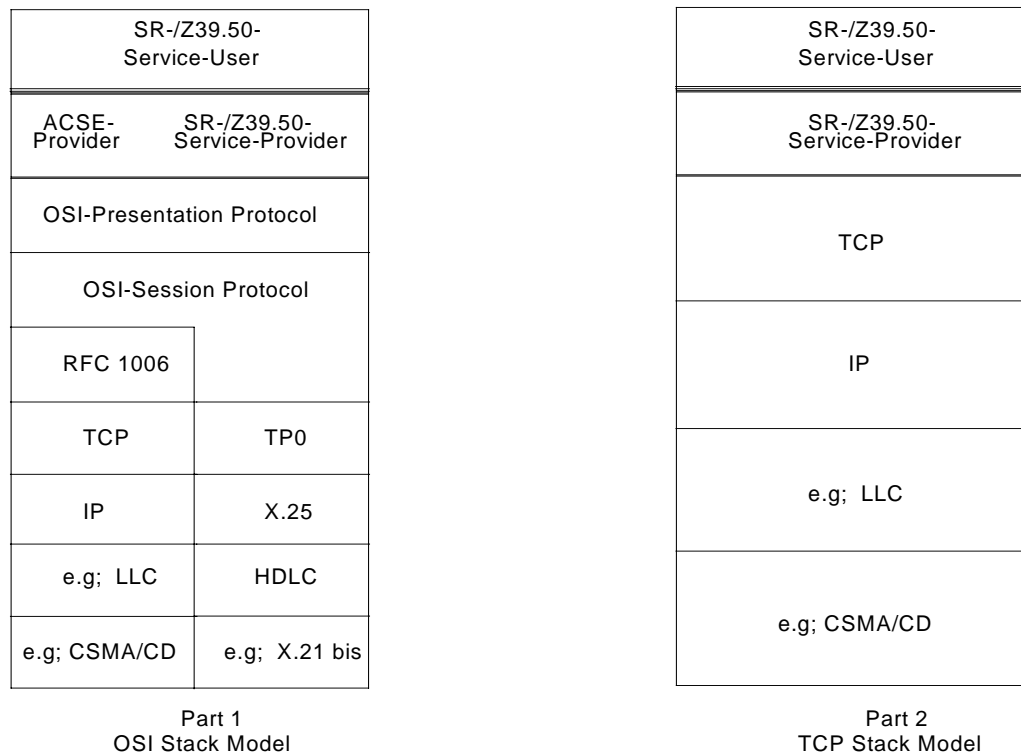 SR-/Z39.50-
Service-User
ACSE-
Provider
SR-/Z39.50-
Service-Provider
OSI-Presentation Protocol
OSI-Session Protocol
RFC 1006
TCP
TP0
IP
X.25
e.g; LLC
HDLC
e.g; CSMA/CD
e.g; X.21 bis
Part 1
OSI Stack Model
SR-/Z39.50-
Service-User
SR-/Z39.50-
Service-Provider
TCP
IP
e.g; LLC
e.g; CSMA/CD
Part 2
TCP Stack Model